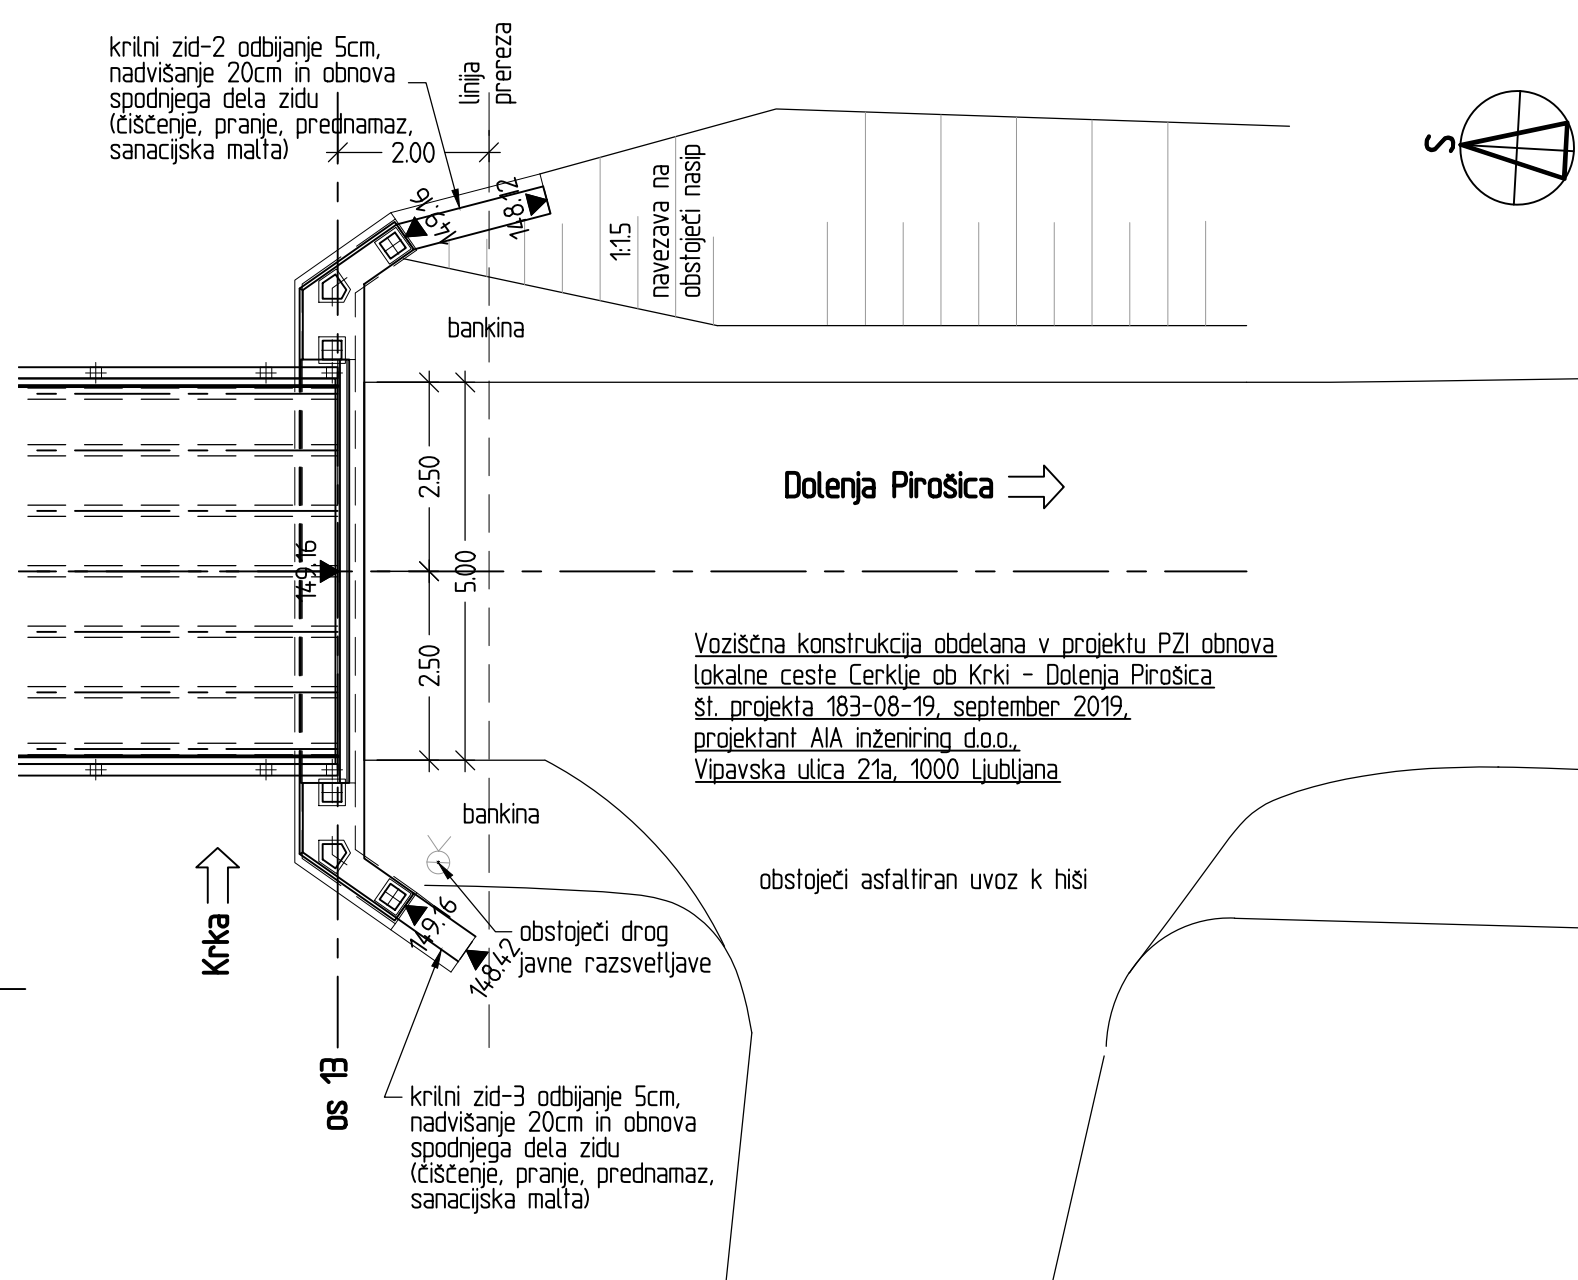 krilni zid-2 odbijanje 5cm,
nadvišanje 20cm in obnova
spodnjega dela zidu
(čiščenje, pranje, prednamaz,
sanacijska malta)
linija
prereza
2.00
149.16
148.12
1:1.5
navezava na
obstoječi nasip
S
bankina
2.50
5.00
2.50
149.16
Dolenja Pirošica
Voziščna konstrukcija obdelana v projektu PZI obnova
lokalne ceste Cerklje ob Krki - Dolenja Pirošica
št. projekta 183-08-19, september 2019,
projektant AIA inženiring d.o.o.,
Vipavska ulica 21a, 1000 Ljubljana
bankina
obstoječi asfaltiran uvoz k hiši
Krka
149.16
148.42
obstoječi drog
javne razsvetljave
os 13
krilni zid-3 odbijanje 5cm,
nadvišanje 20cm in obnova
spodnjega dela zidu
(čiščenje, pranje, prednamaz,
sanacijska malta)